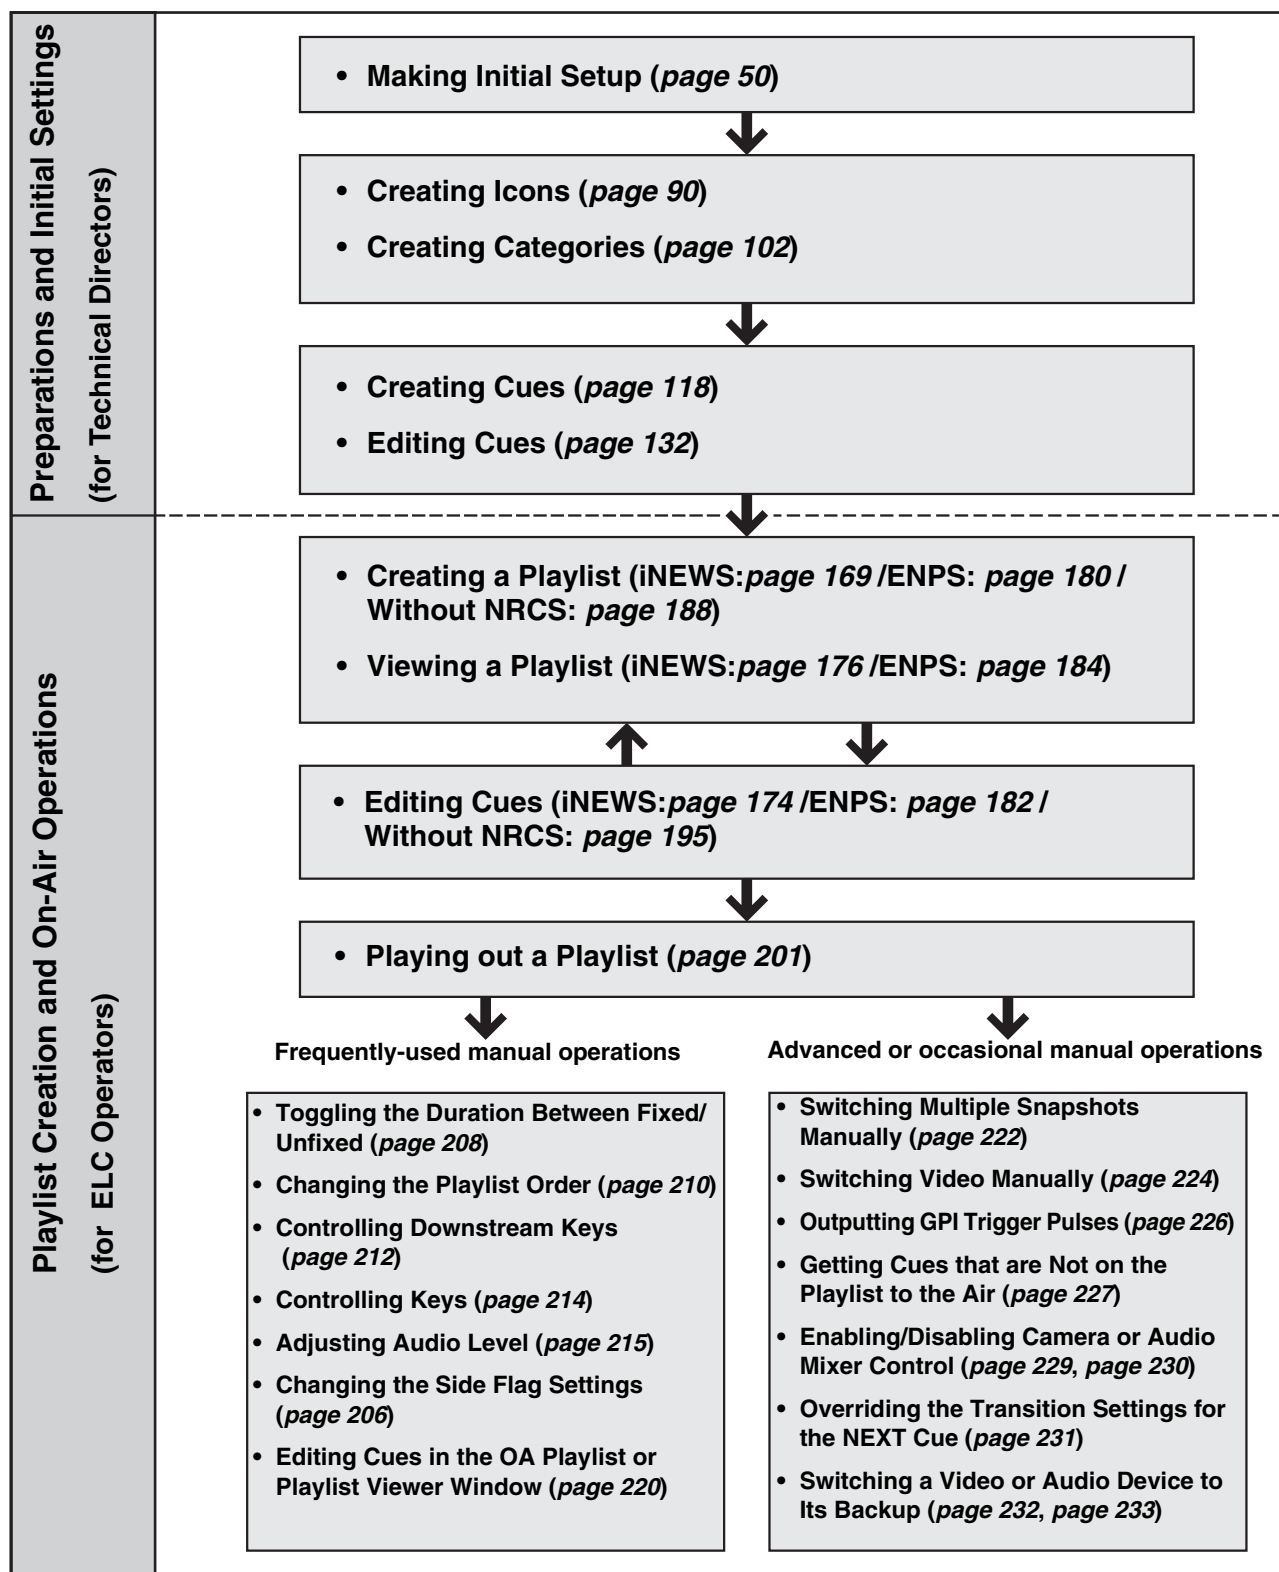 Preparations and Initial Settings
(for Technical Directors)
• Making Initial Setup (page 50)
• Creating Icons (page 90)
• Creating Categories (page 102)
• Creating Cues (page 118)
• Editing Cues (page 132)
Playlist Creation and On-Air Operations
(for ELC Operators)
• Creating a Playlist (iNEWS:page 169 /ENPS: page 180 /
Without NRCS: page 188)
• Viewing a Playlist (iNEWS:page 176 /ENPS: page 184)
• Editing Cues (iNEWS:page 174 /ENPS: page 182 /
Without NRCS: page 195)
• Playing out a Playlist (page 201)
Frequently-used manual operations
• Toggling the Duration Between Fixed/
Unfixed (page 208)
• Changing the Playlist Order (page 210)
• Controlling Downstream Keys
(page 212)
• Controlling Keys (page 214)
• Adjusting Audio Level (page 215)
• Changing the Side Flag Settings
(page 206)
• Editing Cues in the OA Playlist or
Playlist Viewer Window (page 220)
Advanced or occasional manual operations
• Switching Multiple Snapshots
Manually (page 222)
• Switching Video Manually (page 224)
• Outputting GPI Trigger Pulses (page 226)
• Getting Cues that are Not on the
Playlist to the Air (page 227)
• Enabling/Disabling Camera or Audio
Mixer Control (page 229, page 230)
• Overriding the Transition Settings for
the NEXT Cue (page 231)
• Switching a Video or Audio Device to
Its Backup (page 232, page 233)